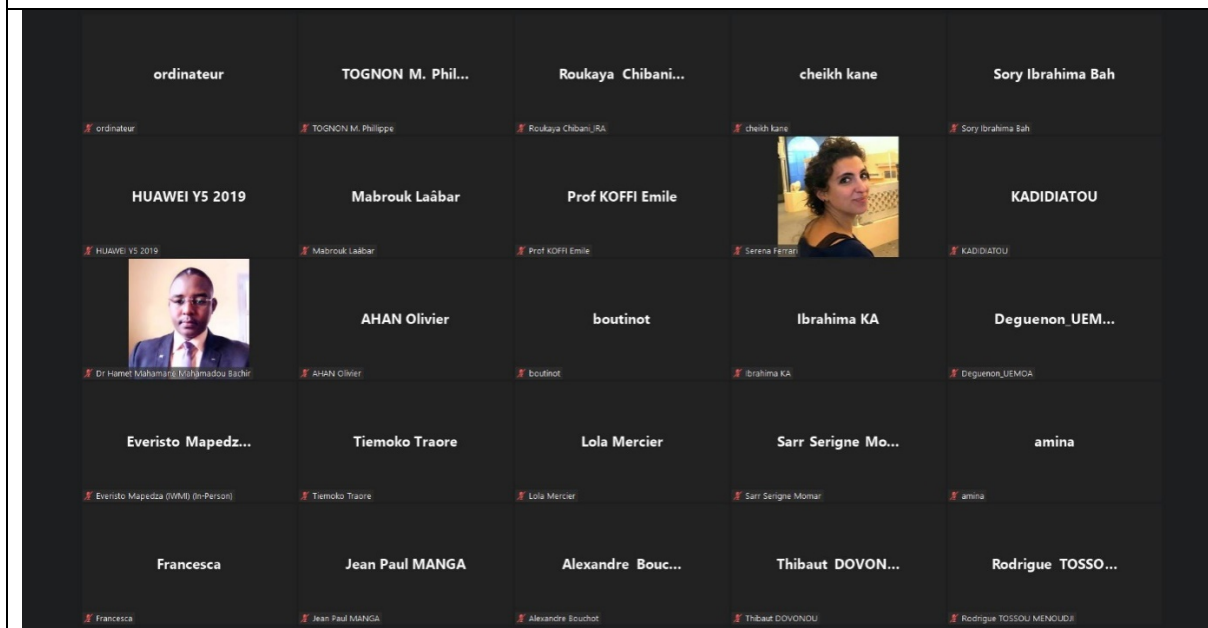 ordinateur
TOGNON M. Phil...
Roukaya Chibani...
cheikh kane
Sory Ibrahima Bah
ordinateur
TOGNON M. Philippe
Roukaya Chibani_IRA
cheikh kane
Sory Ibrahima Bah
HUAWEI Y5 2019
Mabrouk Laâbar
Prof KOFFI Emile
KADIDIATOU
HUAWEI Y5 2019
Mabrouk Laâbar
Prof KOFFI Emile
Serena Ferrari
KADIDIATOU
AHAN Olivier
boutinot
Ibrahima KA
Deguenon_UEM...
Dr Hamet Mahamane Mahamadou Bachir
AHAN Olivier
boutinot
Ibrahima KA
Deguenon_UEMOA
Everisto Mapedz...
Tiemoko Traore
Lola Mercier
Sarr Serigne Mo...
amina
Everisto Mapedza (IWMI) (In-Person)
Tiemoko Traore
Lola Mercier
Sarr Serigne Momar
amina
Francesca
Jean Paul MANGA
Alexandre Bouc...
Thibaut DOVON...
Rodrigue TOSSO...
Francesca
Jean Paul MANGA
Alexandre Bouchot
Thibaut DOVONOU
Rodrigue TOSSOU MENOUDJI